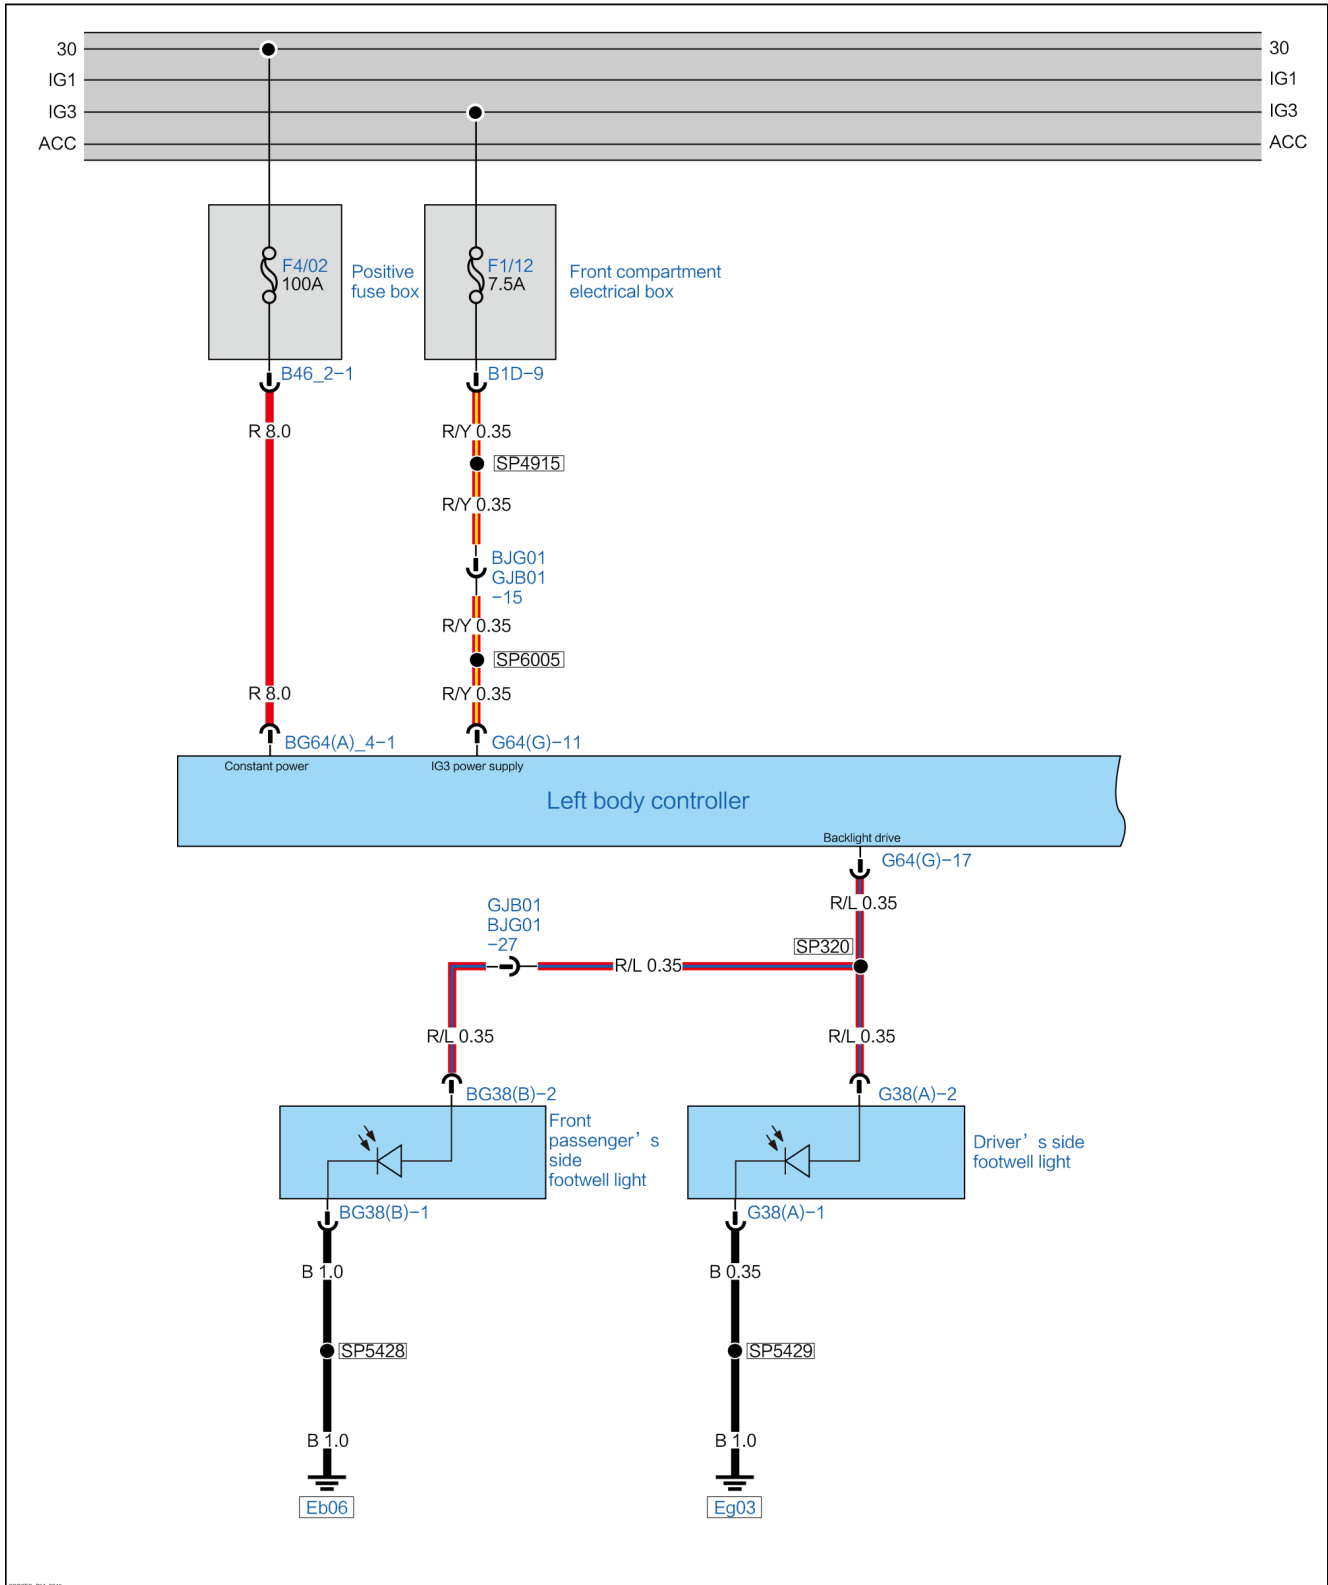 30
30
IG1
IG1
IG3
IG3
ACC
ACC
F4/02
100A
Positive
fuse box
F1/12
7.5A
Front compartment
electrical box
B46_2-1
B1D-9
R 8.0
R/Y 0.35
SP4915
R/Y 0.35
BJG01
GJB01
-15
R/Y 0.35
SP6005
R 8.0
R/Y 0.35
BG64(A)_4-1
G64(G)-11
Constant power
IG3 power supply
Left body controller
Backlight drive
G64(G)-17
R/L 0.35
GJB01
BJG01
-27
SP320
R/L 0.35
R/L 0.35
R/L 0.35
BG38(B)-2
G38(A)-2
Front
passenger’s
side
footwell light
Driver’s side
footwell light
BG38(B)-1
G38(A)-1
B 1.0
B 0.35
SP5428
SP5429
B 1.0
B 1.0
Eb06
Eg03